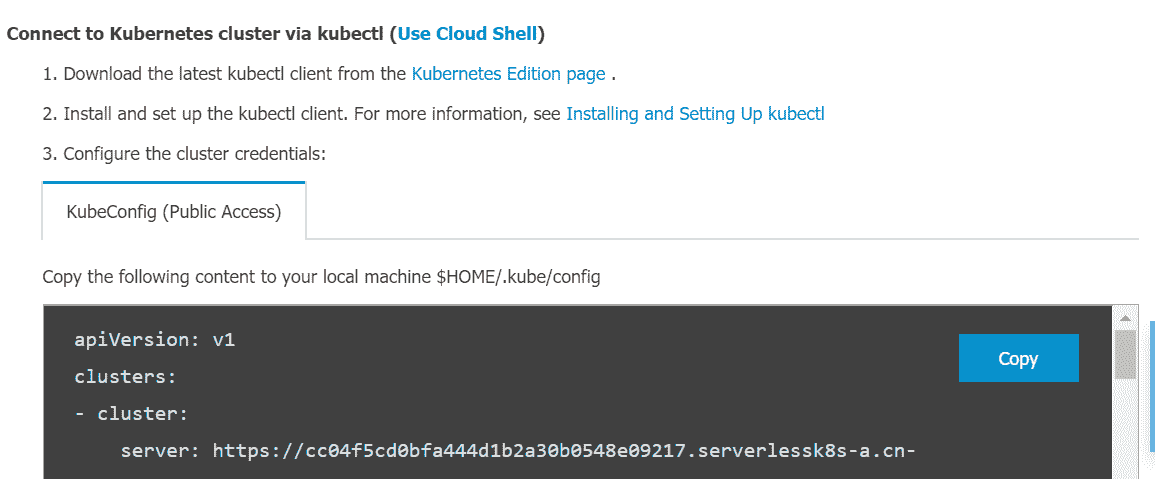 Connect to Kubernetes cluster via kubectl (Use Cloud Shell)
1. Download the latest kubectl client from the Kubernetes Edition page .
2. Install and set up the kubectl client. For more information, see Installing and Setting Up kubectl
3. Configure the cluster credentials:
KubeConfig (Public Access)
Copy the following content to your local machine $HOME/.kube/config
apiVersion: v1
Copy
clusters:
- cluster:
server: https://cc04f5cd0bfa444d1b2a30b0548e09217.serverlessk8s-a.cn-